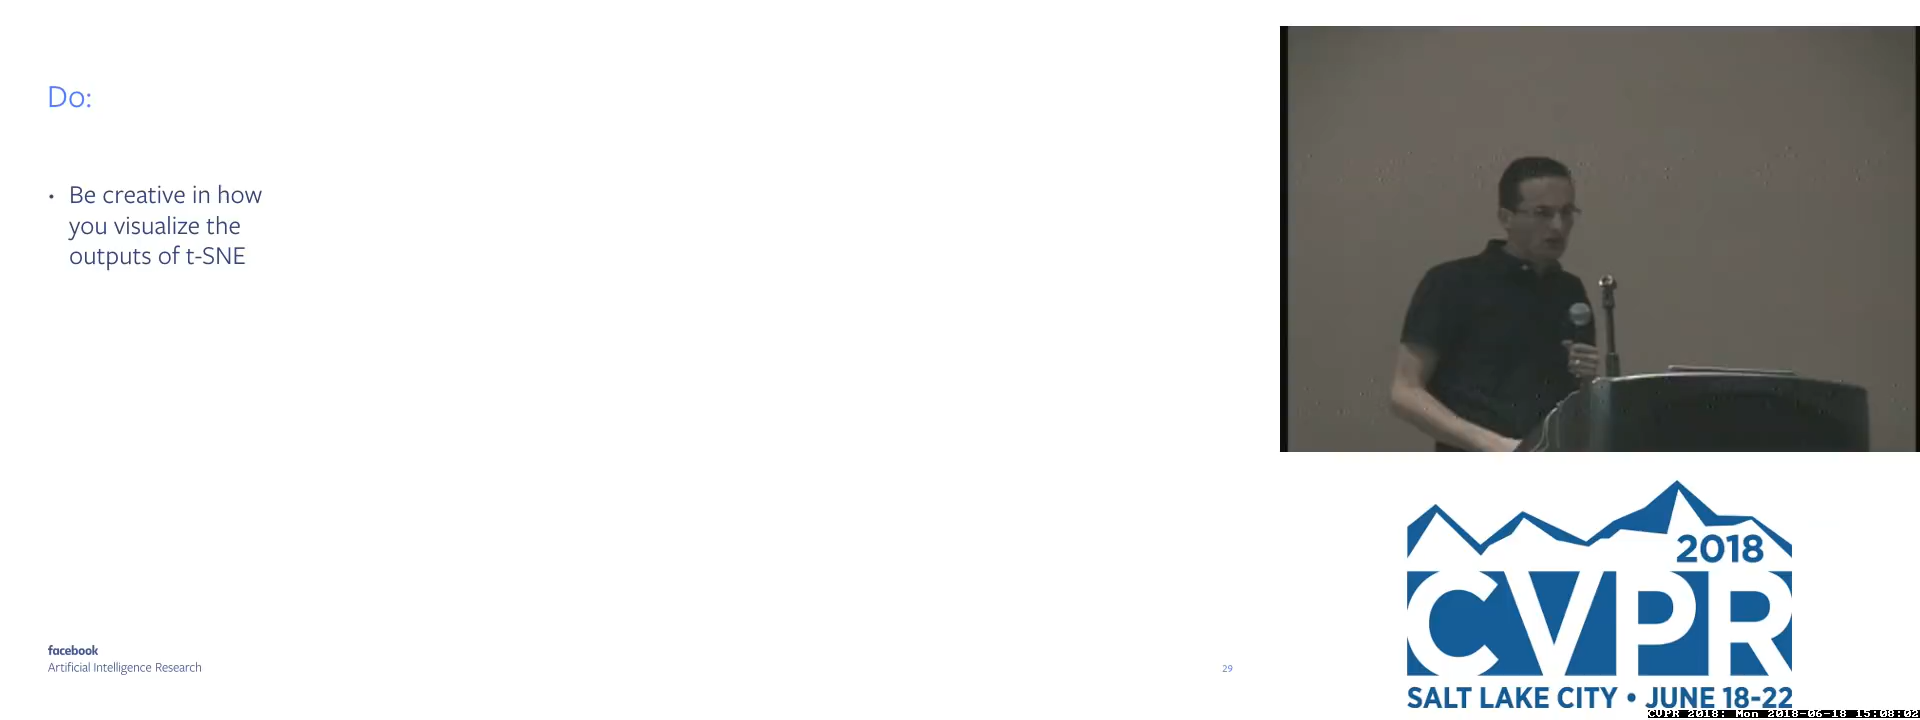 Do:
• Be creative in how
you visualize the
outputs of t-SNE
facebook
Artificial Intelligence Research
29
2018
CVPR
SALT LAKE CITY • JUNE 18-22
CVPR 2018: Mon 2018-06-18 15:08:02